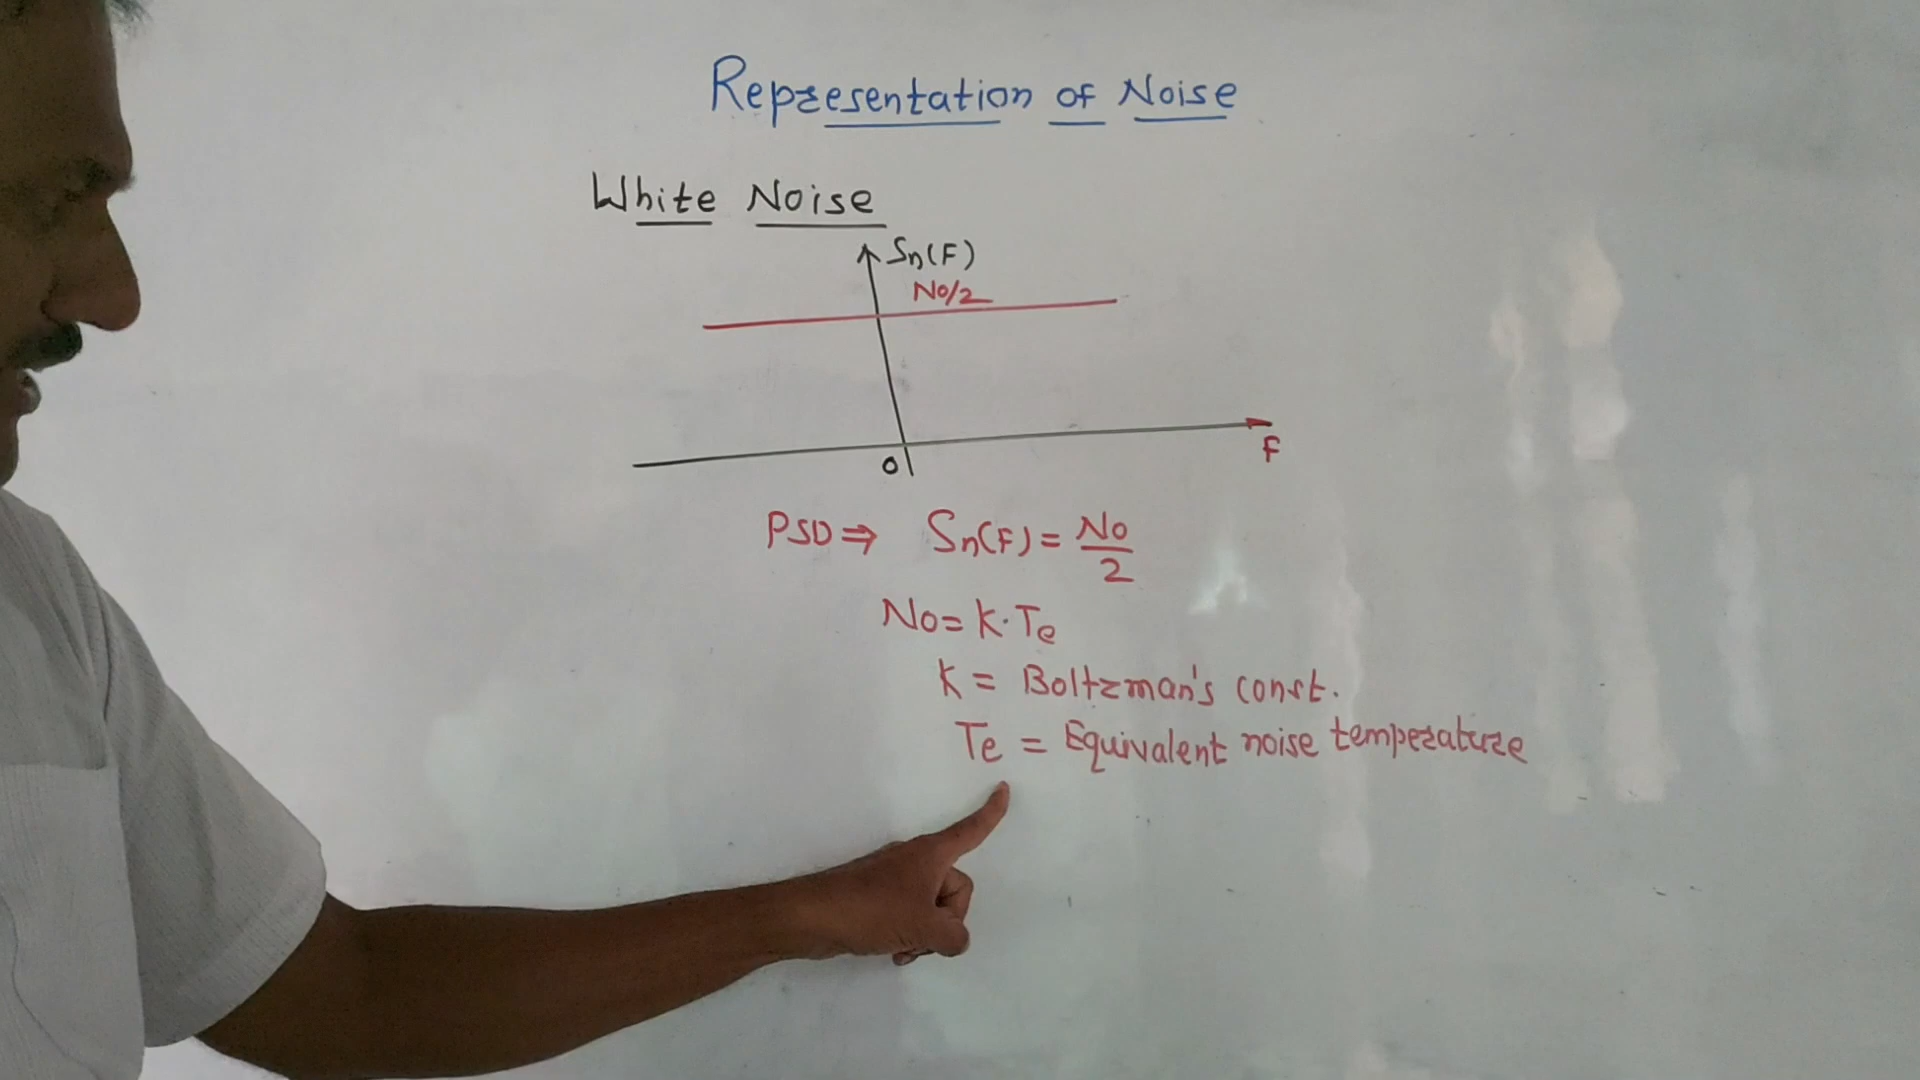 Representation of Noise
White Noise
Sn(F)
No/2
F
0
PSD ⇒ Sn(F) = No/2
No = K·Te
K = Boltzman's const.
Te = Equivalent noise temperature